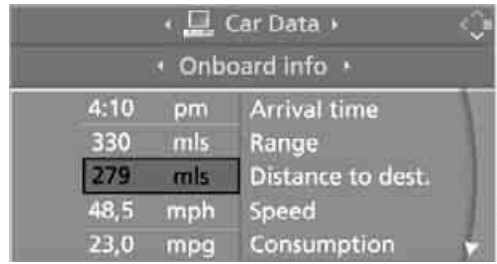 Car Data
Onboard info
4:10 pm Arrival time
330 mls Range
279 mls Distance to dest.
48,5 mph Speed
23,0 mpg Consumption